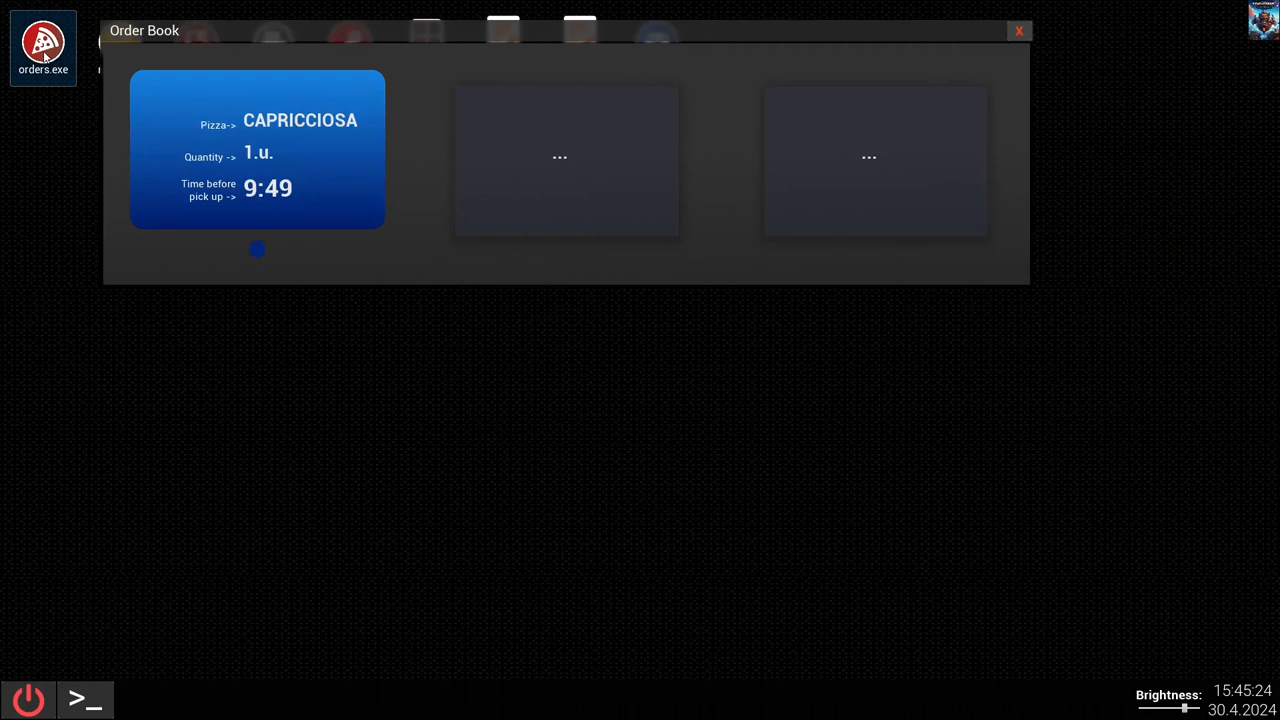 Order Book
X
orders.exe
Pizza-> CAPRICCIOSA
Quantity -> 1.u.
Time before
pick up -> 9:49
...
...
>_
Brightness:
15:45:24
30.4.2024